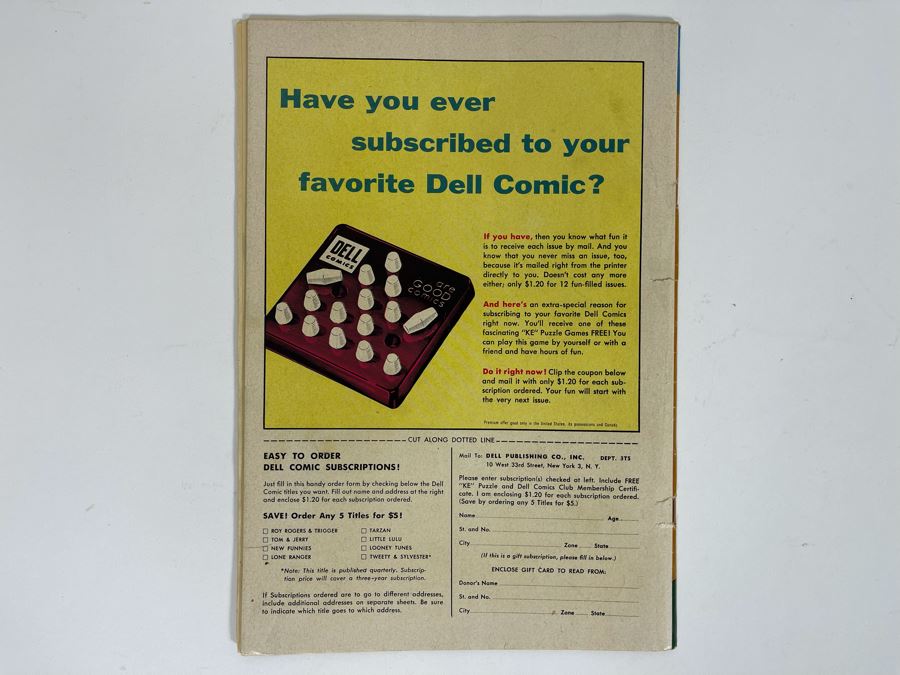 Have you ever
subscribed to your
favorite Dell Comic?
DELL
COMICS
are
GOOD
comics
If you have, then you know what fun it
is to receive each issue by mail. And you
know that you never miss an issue, too,
because it's mailed right from the printer
directly to you. Doesn't cost any more
either; only $1.20 for 12 fun-filled issues.
And here's an extra-special reason for
subscribing to your favorite Dell Comics
right now. You'll receive one of these
fascinating "KE" Puzzle Games FREE! You
can play this game by yourself or with a
friend and have hours of fun.
Do it right now! Clip the coupon below
and mail it with only $1.20 for each sub-
scription ordered. Your fun will start with
the very next issue.
Premium offer good only in the United States, its possessions and Canada.
CUT ALONG DOTTED LINE
EASY TO ORDER
DELL COMIC SUBSCRIPTIONS!
Just fill in this handy order form by checking below the Dell
Comic titles you want. Fill out name and address at the right
and enclose $1.20 for each subscription ordered.
SAVE! Order Any 5 Titles for $5!
ROY ROGERS & TRIGGER
TOM & JERRY
NEW FUNNIES
LONE RANGER
TARZAN
LITTLE LULU
LOONEY TUNES
TWEETY & SYLVESTER*
*Note: This title is published quarterly. Subscrip-
tion price will cover a three-year subscription.
If Subscriptions ordered are to go to different addresses,
include additional addresses on separate sheets. Be sure
to indicate which title goes to which address.
Mail To: DELL PUBLISHING CO., INC. DEPT. 3T5
10 West 33rd Street, New York 3, N. Y.
Please enter subscription(s) checked at left. Include FREE
"KE" Puzzle and Dell Comics Club Membership Certifi-
cate. I am enclosing $1.20 for each subscription ordered.
(Save by ordering any 5 Titles for $5.)
Name Age
St. and No.
City Zone State
(If this is a gift subscription, please fill in below.)
ENCLOSE GIFT CARD TO READ FROM:
Donor's Name
St. and No.
City Zone State